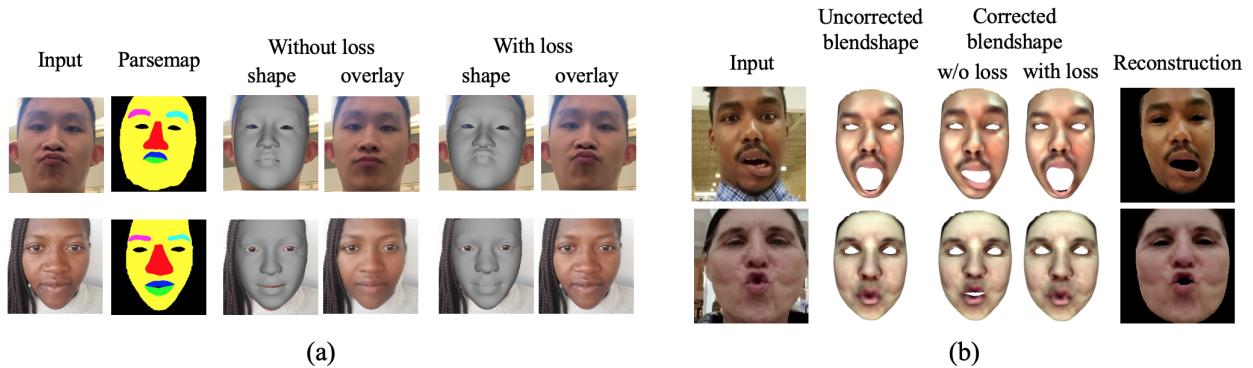 Input
Parsemap
Without loss
shape
overlay
With loss
shape
overlay
(a)
Input
Uncorrected
blendshape
Corrected
blendshape
w/o loss
with loss
Reconstruction
(b)